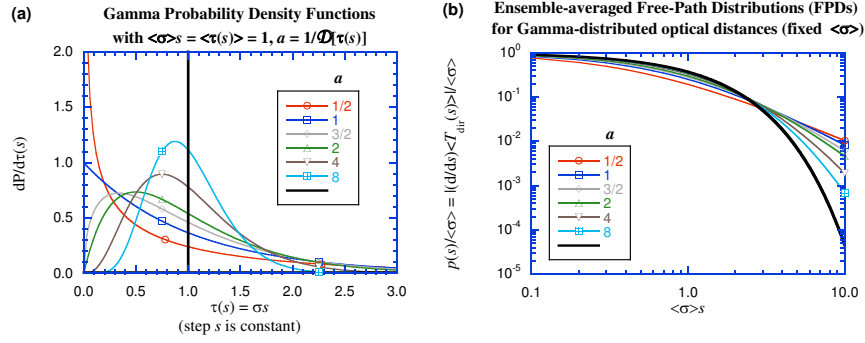 (a)
Gamma Probability Density Functions
with <σ>s = <τ(s)> = 1, a = 1/𝒟[τ(s)]
2.0
1.5
1.0
0.5
0.0
dP/dτ(s)
a
1/2
1
3/2
2
4
8
0.0 0.5 1.0 1.5 2.0 2.5 3.0
τ(s) = σs
(step s is constant)
(b)
Ensemble-averaged Free-Path Distributions (FPDs)
for Gamma-distributed optical distances (fixed <σ>)
10⁰
10⁻¹
10⁻²
10⁻³
10⁻⁴
10⁻⁵
p(s)/<σ> = |(d/ds)<T_dir(s)>|/<σ>
a
1/2
1
3/2
2
4
8
0.1 1.0 10.0
<σ>s